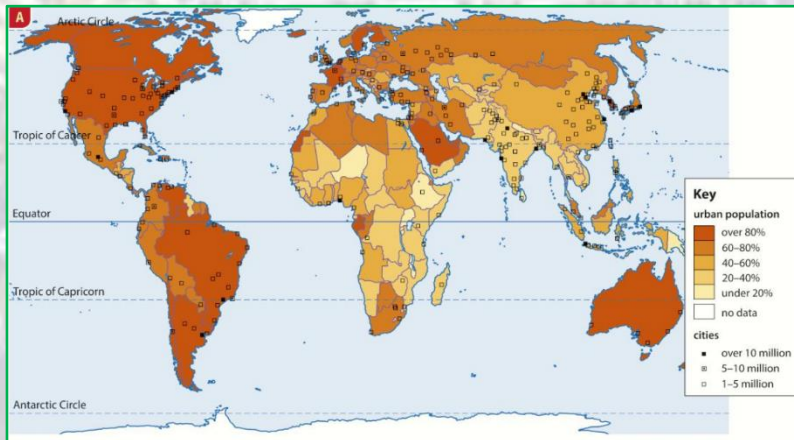 A
Arctic Circle
Tropic of Cancer
Equator
Tropic of Capricorn
Antarctic Circle
Key
urban population
over 80%
60–80%
40–60%
20–40%
under 20%
no data
cities
over 10 million
5–10 million
1–5 million